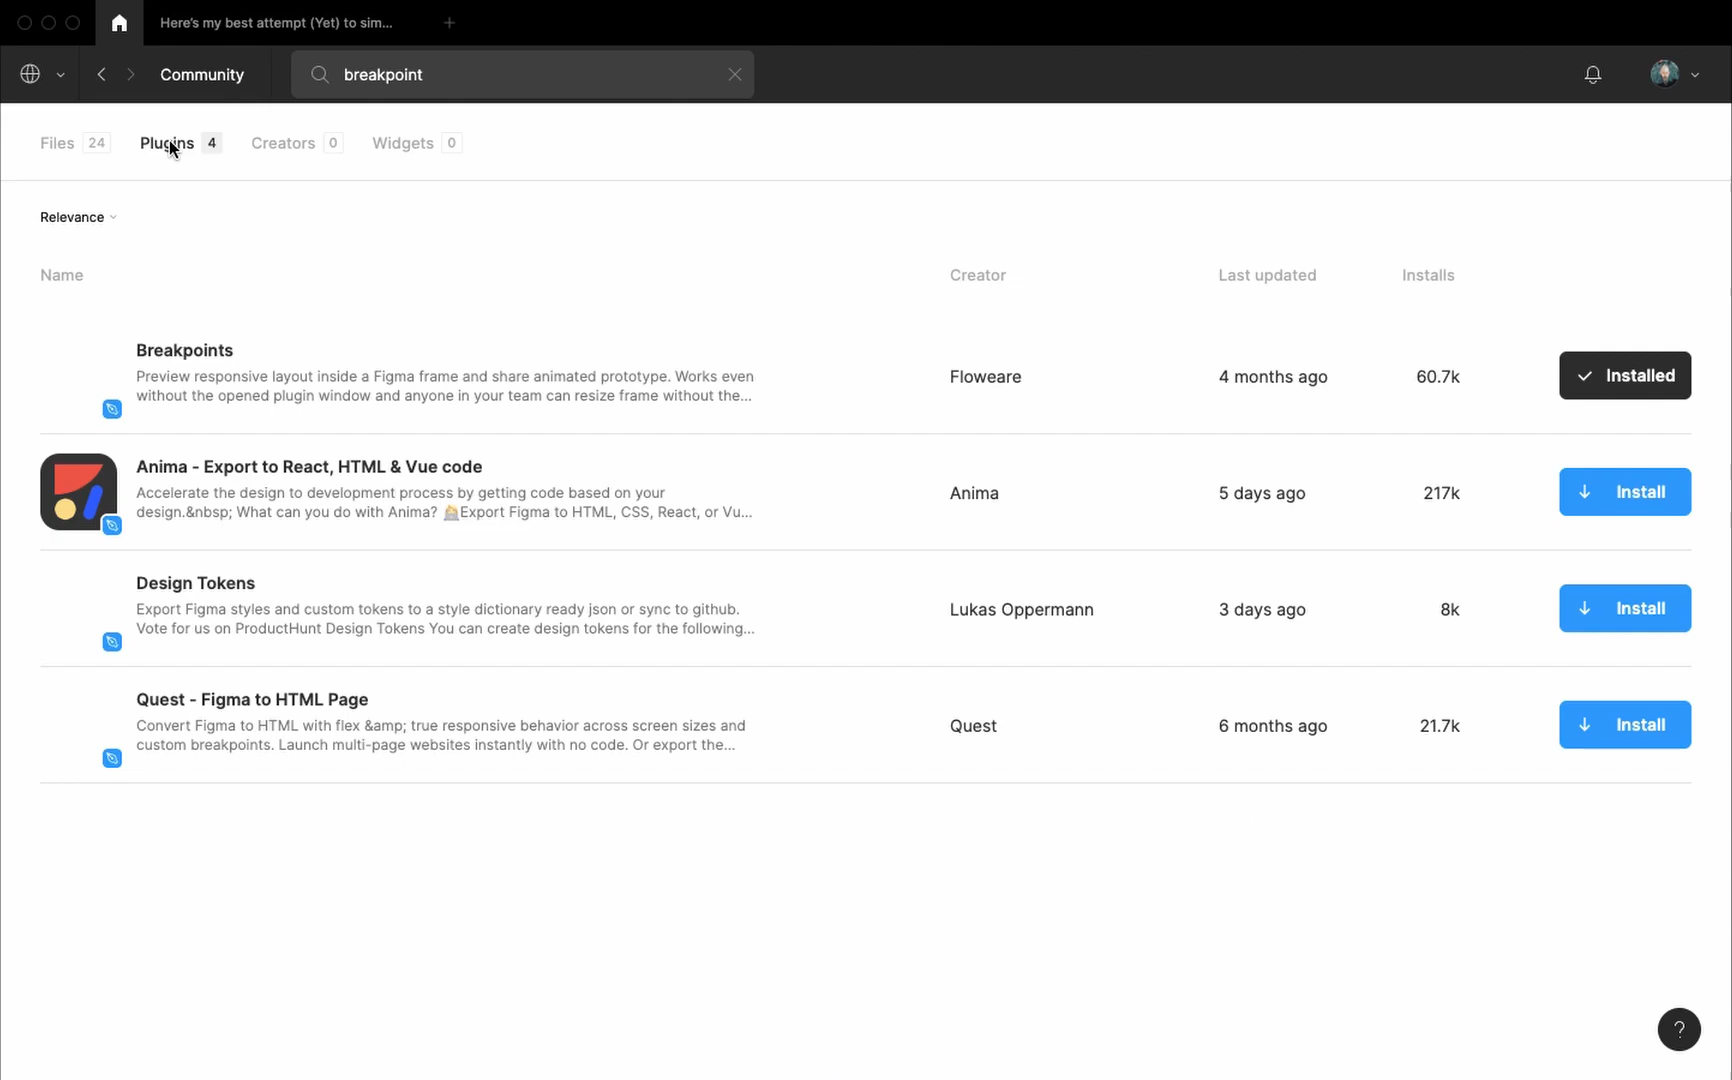 Here's my best attempt (Yet) to sim...
Community
breakpoint
Files 24 Plugins 4 Creators 0 Widgets 0
Relevance
Name Creator Last updated Installs
Breakpoints
Preview responsive layout inside a Figma frame and share animated prototype. Works even
without the opened plugin window and anyone in your team can resize frame without the...
Floweare 4 months ago 60.7k Installed
Anima - Export to React, HTML & Vue code
Accelerate the design to development process by getting code based on your
design.&nbsp; What can you do with Anima? Export Figma to HTML, CSS, React, or Vu...
Anima 5 days ago 217k Install
Design Tokens
Export Figma styles and custom tokens to a style dictionary ready json or sync to github.
Vote for us on ProductHunt Design Tokens You can create design tokens for the following...
Lukas Oppermann 3 days ago 8k Install
Quest - Figma to HTML Page
Convert Figma to HTML with flex &amp; true responsive behavior across screen sizes and
custom breakpoints. Launch multi-page websites instantly with no code. Or export the...
Quest 6 months ago 21.7k Install
?